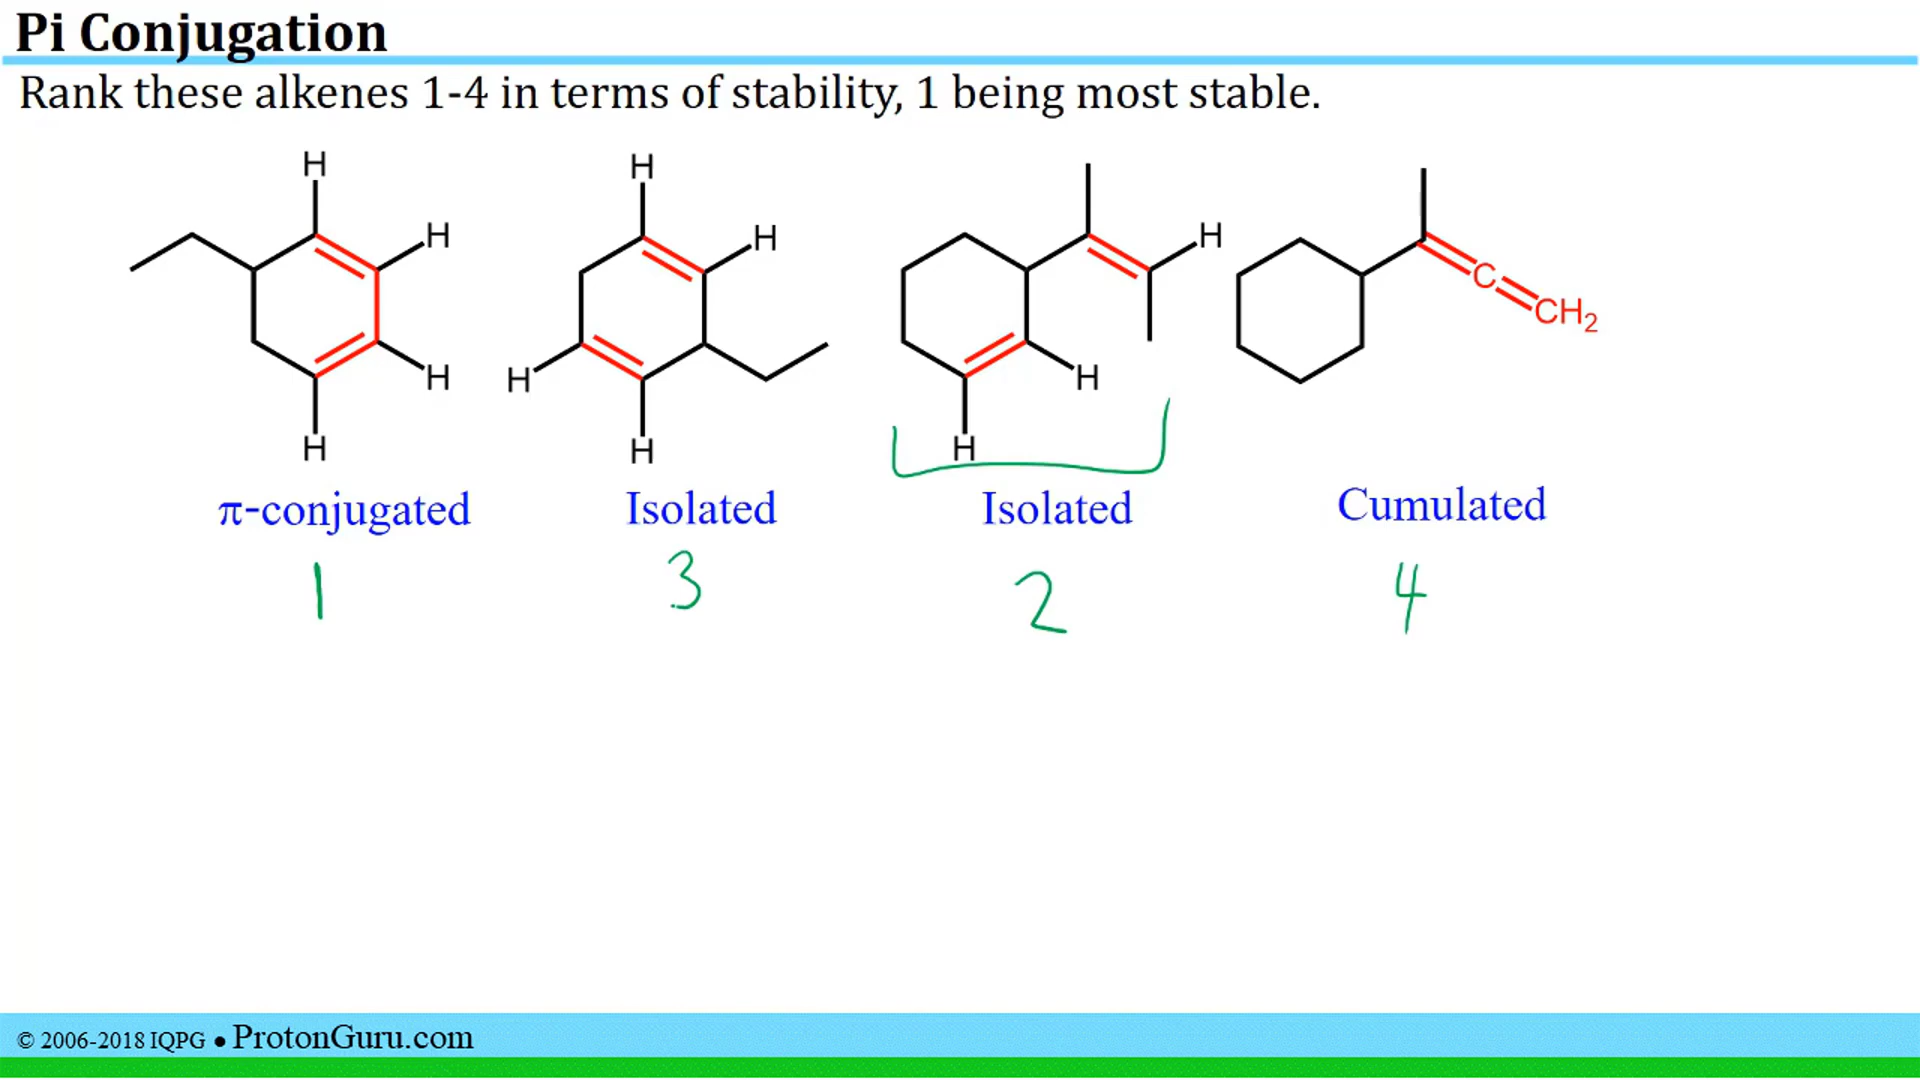 Pi Conjugation
Rank these alkenes 1-4 in terms of stability, 1 being most stable.
H H H H
H H H H
H H H
C CH2
π-conjugated Isolated Isolated Cumulated
1 3 2 4
© 2006-2018 IQPG ● ProtonGuru.com